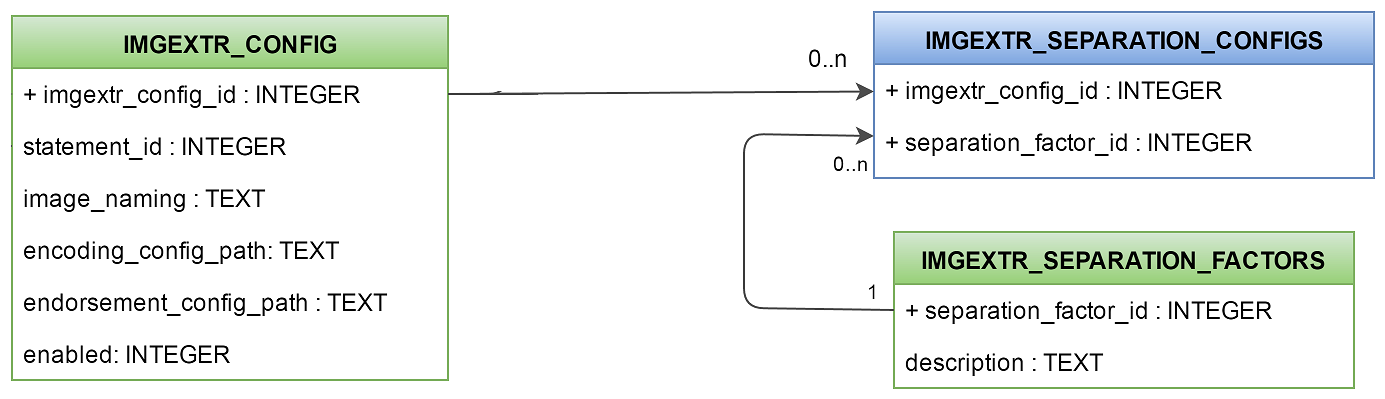 IMGEXTR_CONFIG
+ imgextr_config_id : INTEGER
statement_id : INTEGER
image_naming : TEXT
encoding_config_path: TEXT
endorsement_config_path : TEXT
enabled: INTEGER
0..n
IMGEXTR_SEPARATION_CONFIGS
+ imgextr_config_id : INTEGER
+ separation_factor_id : INTEGER
0..n
1
IMGEXTR_SEPARATION_FACTORS
+ separation_factor_id : INTEGER
description : TEXT